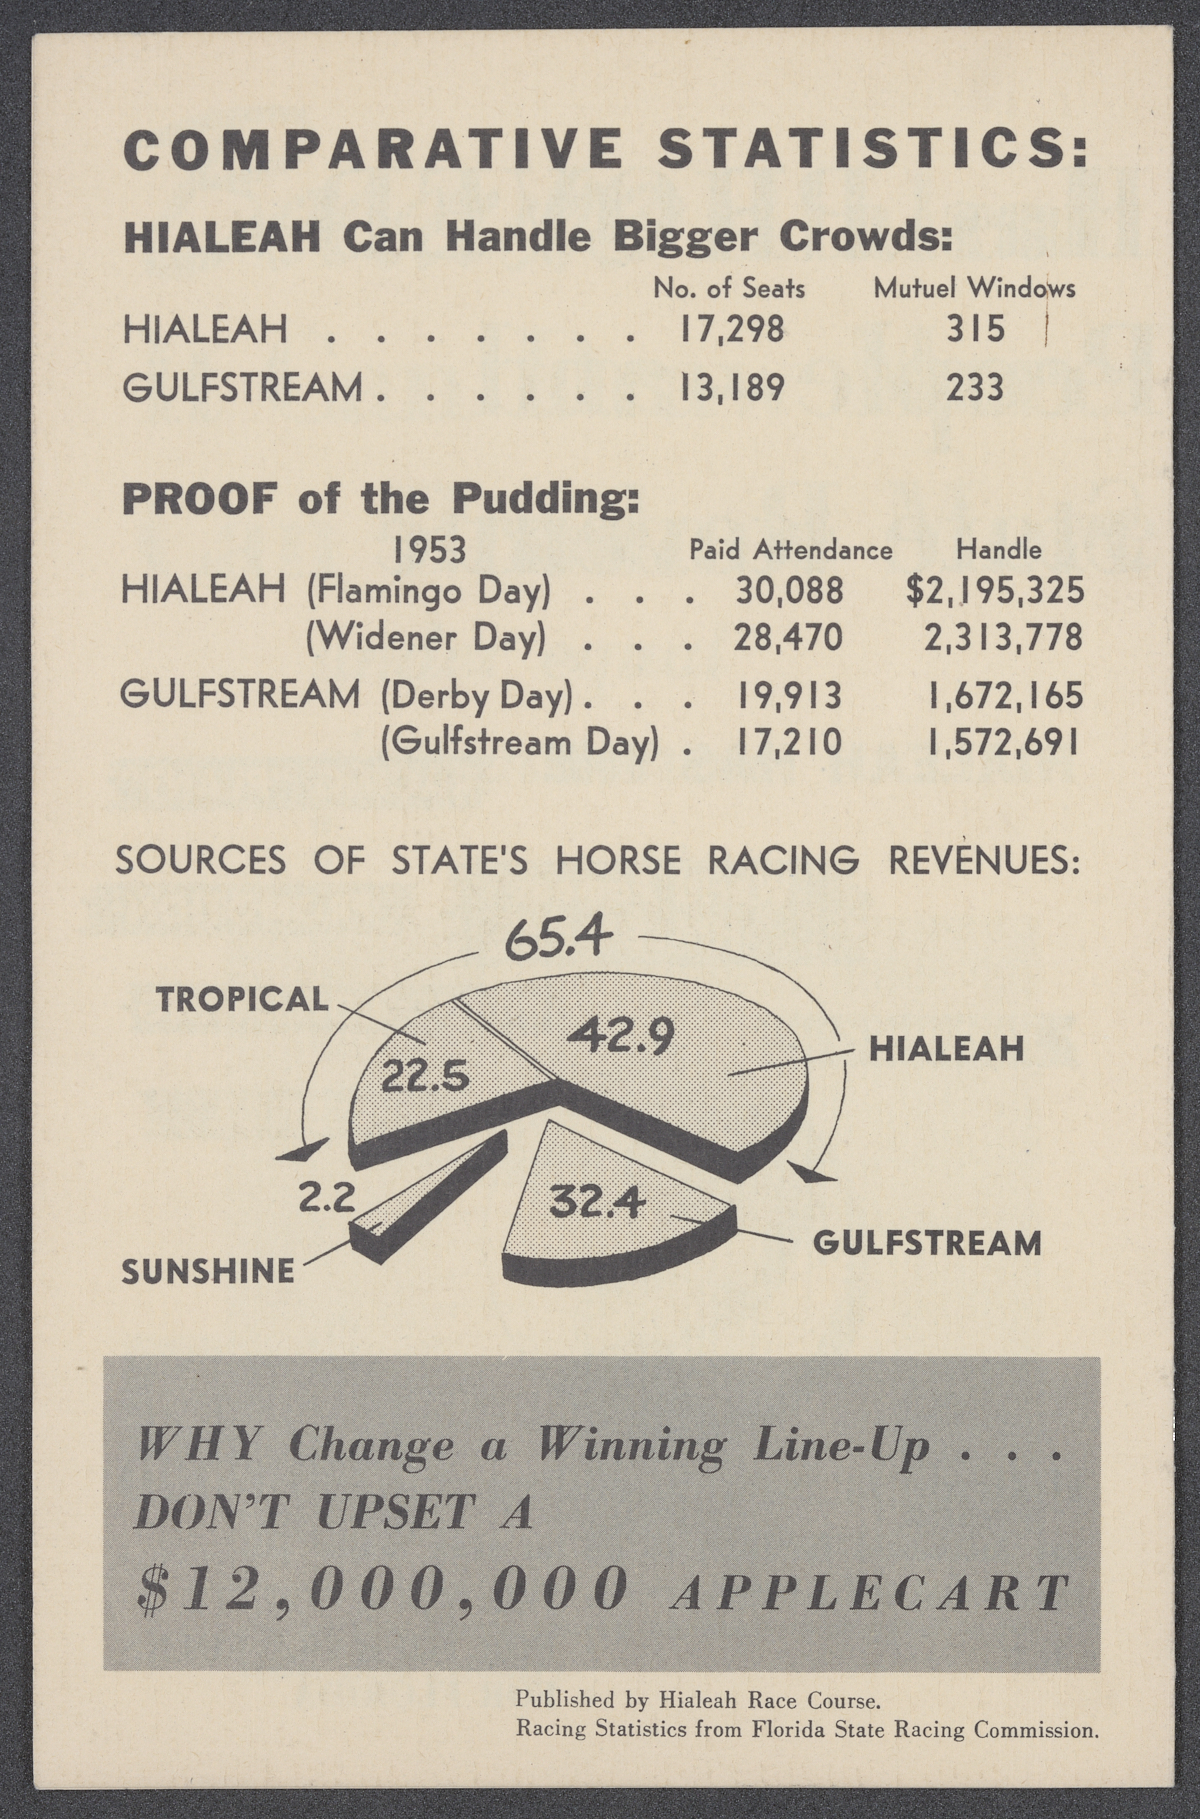 COMPARATIVE STATISTICS:
HIALEAH Can Handle Bigger Crowds:
No. of Seats Mutuel Windows
HIALEAH . . . . . . . 17,298 315
GULFSTREAM . . . . . . 13,189 233
PROOF of the Pudding:
1953 Paid Attendance Handle
HIALEAH (Flamingo Day) . . . 30,088 $2,195,325
(Widener Day) . . . 28,470 2,313,778
GULFSTREAM (Derby Day) . . . 19,913 1,672,165
(Gulfstream Day) . 17,210 1,572,691
SOURCES OF STATE'S HORSE RACING REVENUES:
65.4
TROPICAL
42.9
HIALEAH
22.5
2.2
32.4
GULFSTREAM
SUNSHINE
WHY Change a Winning Line-Up . . .
DON'T UPSET A
$12,000,000 APPLECART
Published by Hialeah Race Course.
Racing Statistics from Florida State Racing Commission.